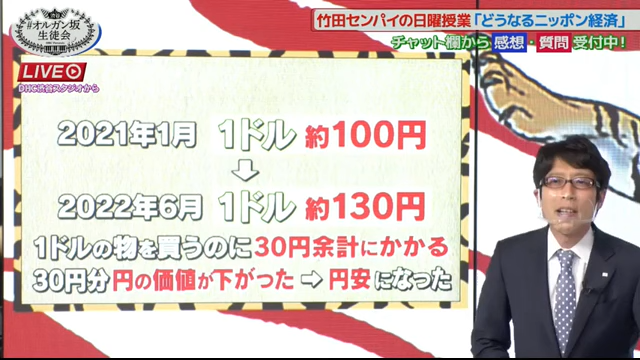 #オルガン坂
生徒会
竹田センパイの日曜授業「どうなるニッポン経済」
チャット欄から 感想・質問 受付中!
LIVE
DHC渋谷スタジオから
2021年1月 1ドル 約100円
↓
2022年6月 1ドル 約130円
1ドルの物を買うのに30円余計にかかる
30円分 円の価値が下がった → 円安になった